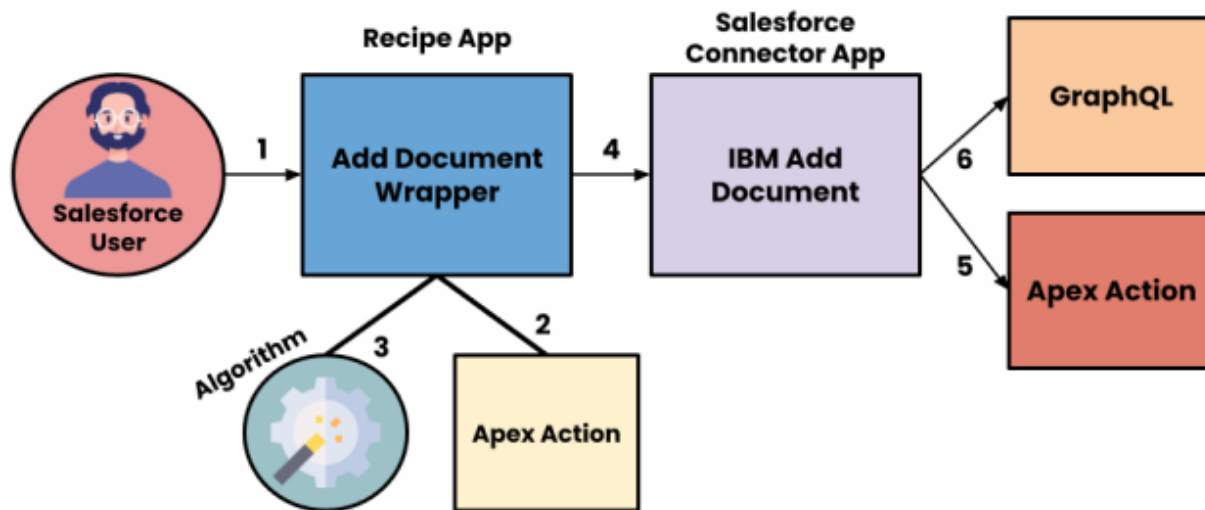 Recipe App
Salesforce
Connector App
Salesforce
User
1
Add Document
Wrapper
4
IBM Add
Document
6
GraphQL
5
Apex Action
Algorithm
3
2
Apex Action